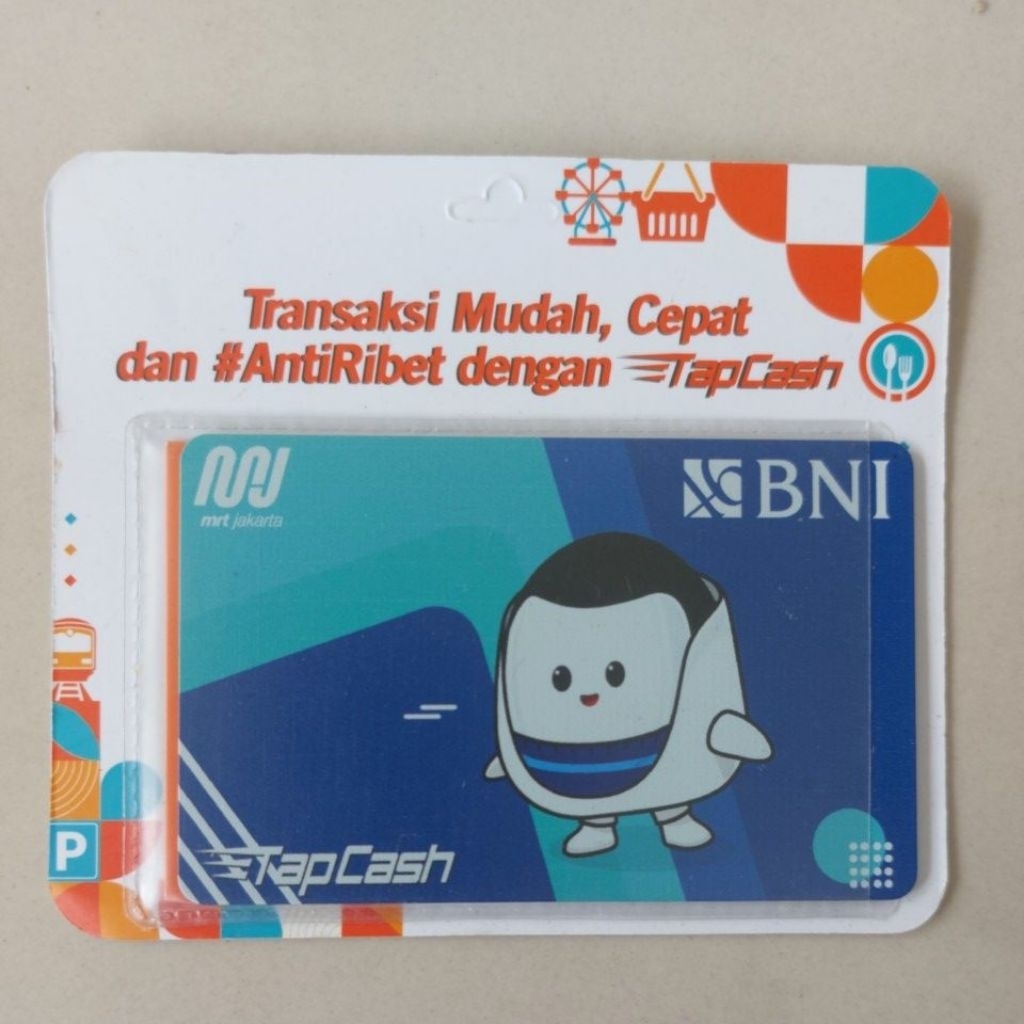 Transaksi Mudah, Cepat
dan #AntiRibet dengan TapCash
mrt jakarta
BNI
TapCash
P